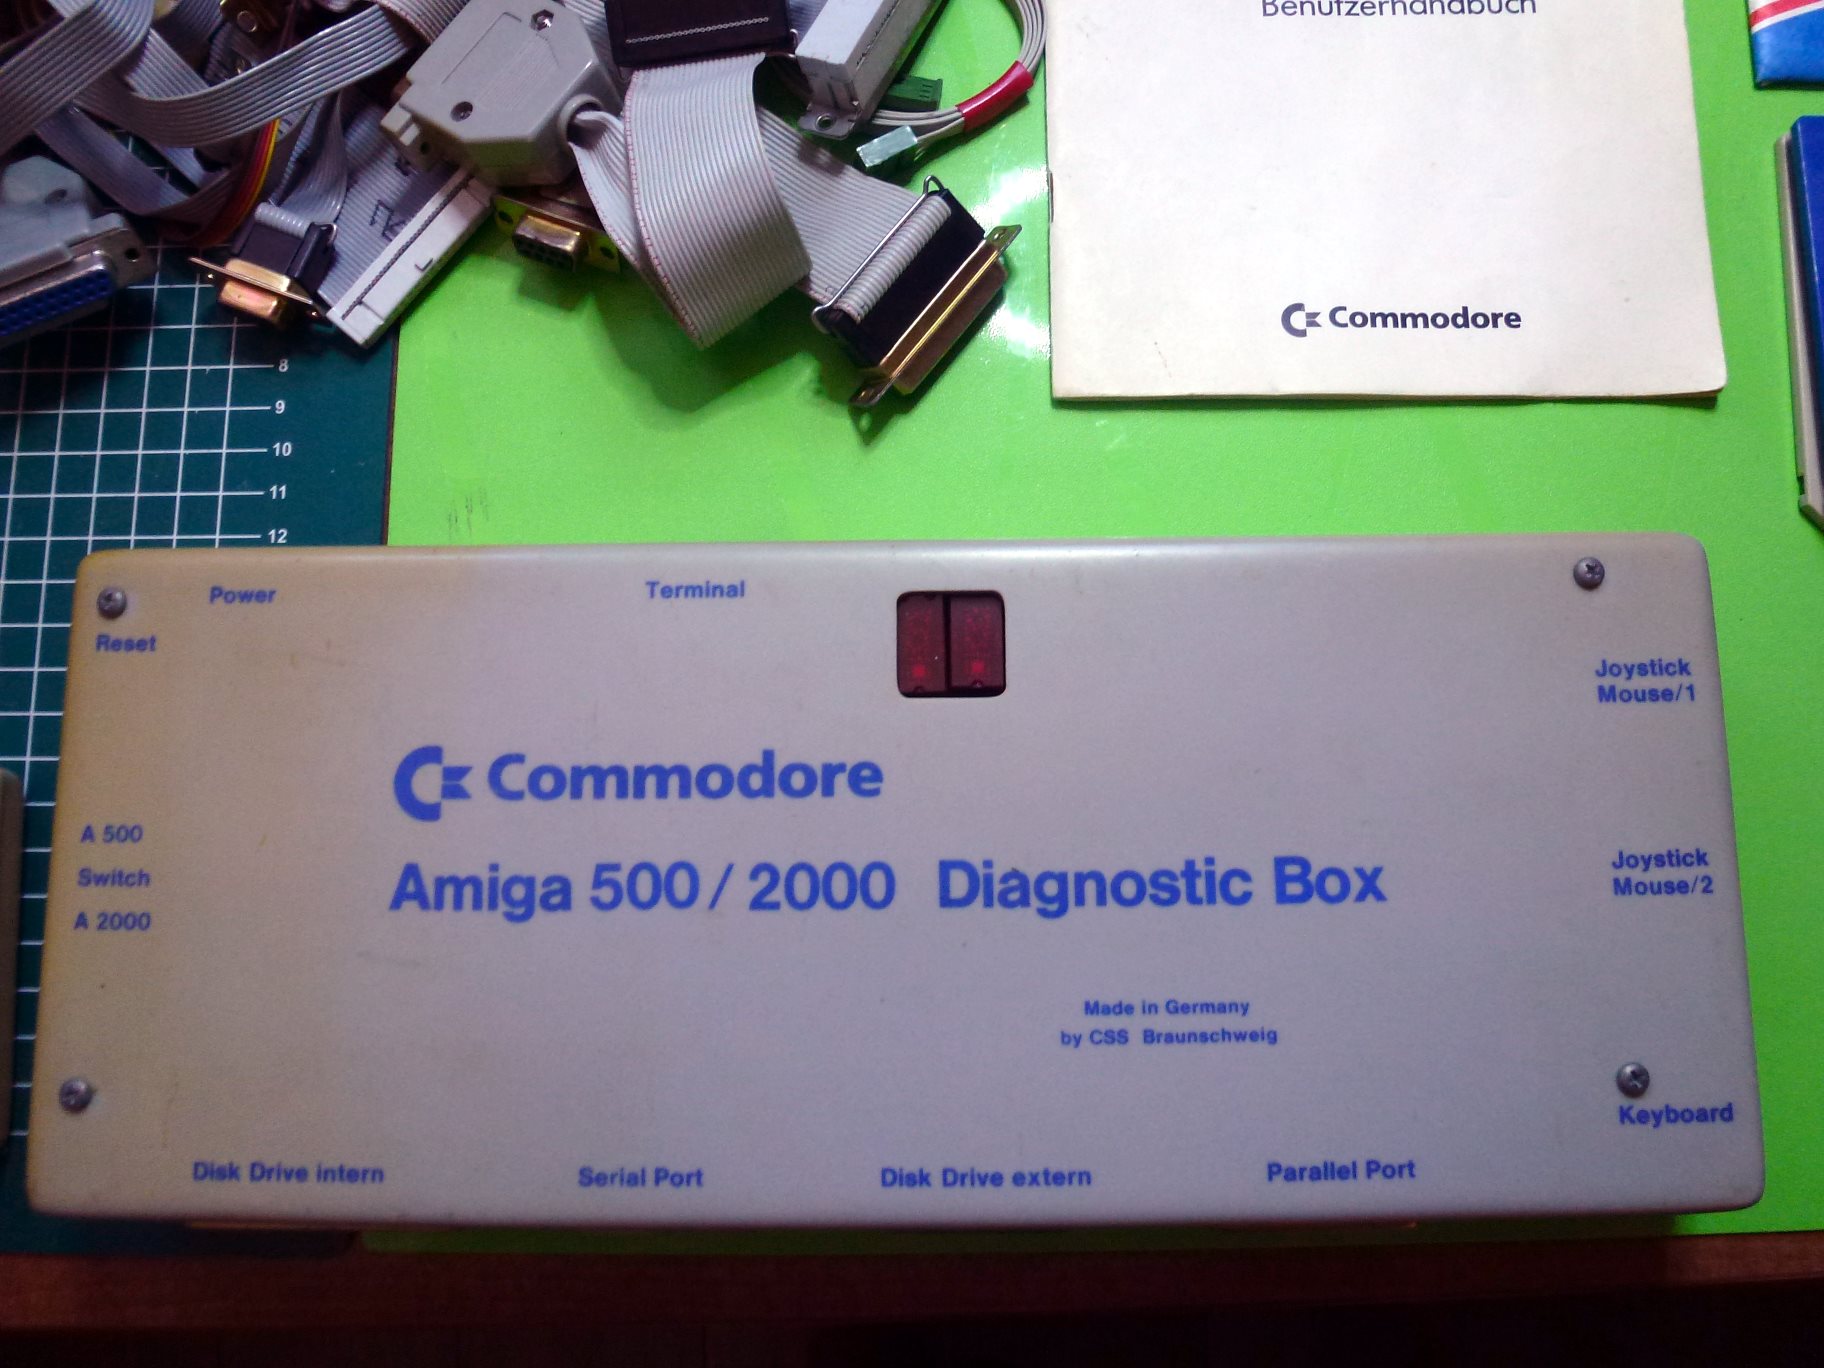 Benutzerhandbuch
Commodore
8
9
10
11
12
Power
Terminal
Reset
Joystick
Mouse/1
Commodore
A 500
Switch
A 2000
Amiga 500 / 2000 Diagnostic Box
Joystick
Mouse/2
Made in Germany
by CSS Braunschweig
Keyboard
Disk Drive intern
Serial Port
Disk Drive extern
Parallel Port